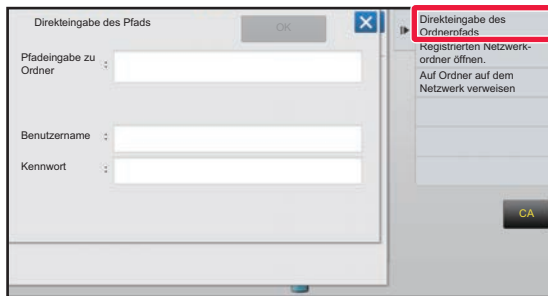 Direkteingabe des Pfads
OK
Pfadeingabe zu
Ordner :
Benutzername :
Kennwort :
Direkteingabe des
Ordnerpfads
Registrierten Netzwerk-
ordner öffnen.
Auf Ordner auf dem
Netzwerk verweisen
CA